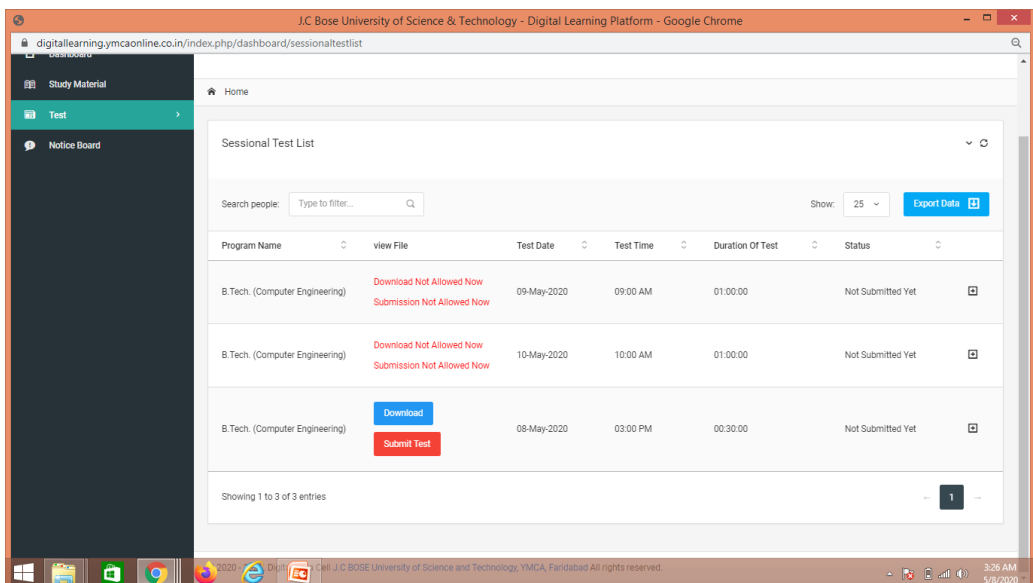 J.C Bose University of Science & Technology - Digital Learning Platform - Google Chrome
digitallearning.ymcaonline.co.in/index.php/dashboard/sessionaltestlist
Dashboard
Study Material
Home
Test
Notice Board
Sessional Test List
Search people: Type to filter... Show: 25 Export Data
Program Name view File Test Date Test Time Duration Of Test Status
Download Not Allowed Now
B.Tech. (Computer Engineering) 09-May-2020 09:00 AM 01:00:00 Not Submitted Yet
Submission Not Allowed Now
Download Not Allowed Now
B.Tech. (Computer Engineering) 10-May-2020 10:00 AM 01:00:00 Not Submitted Yet
Submission Not Allowed Now
Download
B.Tech. (Computer Engineering) 08-May-2020 03:00 PM 00:30:00 Not Submitted Yet
Submit Test
Showing 1 to 3 of 3 entries ← 1 →
2020 - Cell J.C BOSE University of Science and Technology, YMCA, Faridabad All rights reserved.
3:26 AM
5/8/2020